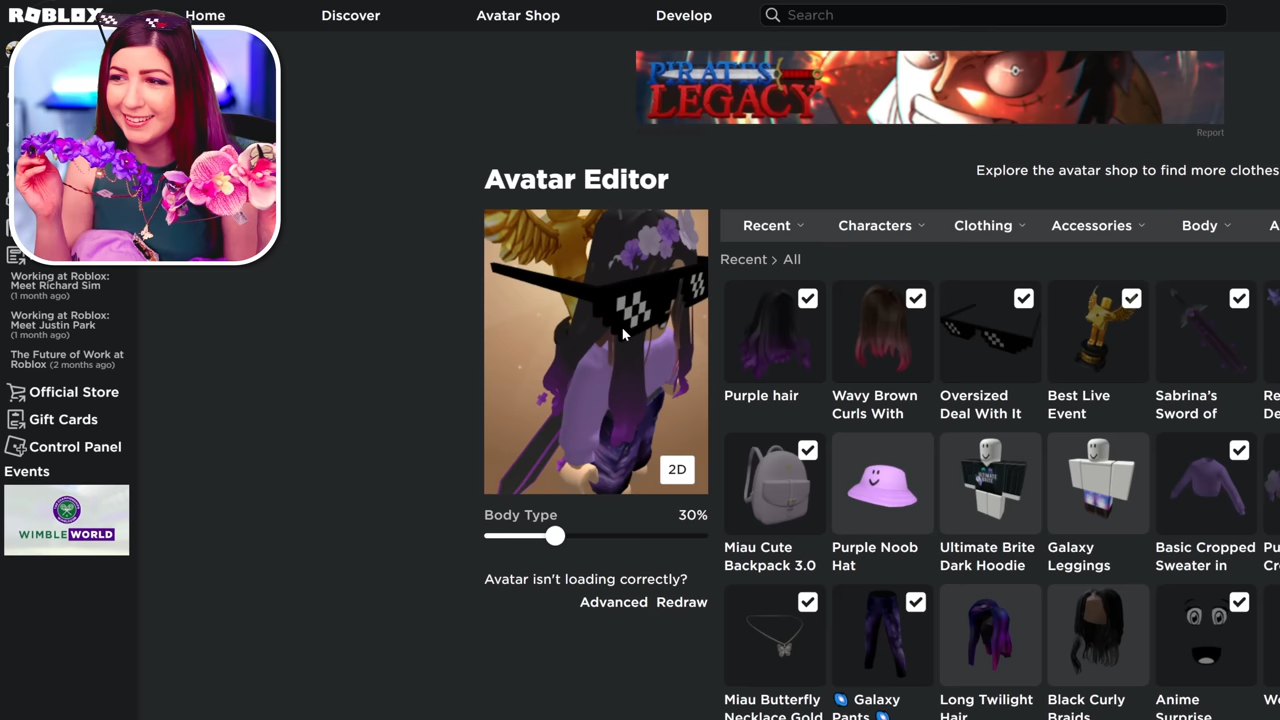 ROBLOX
Home
Discover
Avatar Shop
Develop
Search
PIRATES
LEGACY
Report
Avatar Editor
Explore the avatar shop to find more clothes
Recent
Characters
Clothing
Accessories
Body
Recent > All
2D
Body Type
30%
Avatar isn't loading correctly?
Advanced Redraw
Purple hair
Wavy Brown
Curls With
Oversized
Deal With It
Best Live
Event
Sabrina's
Sword of
Miau Cute
Backpack 3.0
Purple Noob
Hat
Ultimate Brite
Dark Hoodie
Galaxy
Leggings
Basic Cropped
Sweater in
Miau Butterfly
Necklace Gold
Galaxy
Pants
Long Twilight
Hair
Black Curly
Braids
Anime
Surprise
Working at Roblox:
Meet Richard Sim
(1 month ago)
Working at Roblox:
Meet Justin Park
(1 month ago)
The Future of Work at
Roblox (2 months ago)
Official Store
Gift Cards
Control Panel
Events
WIMBLEWORLD